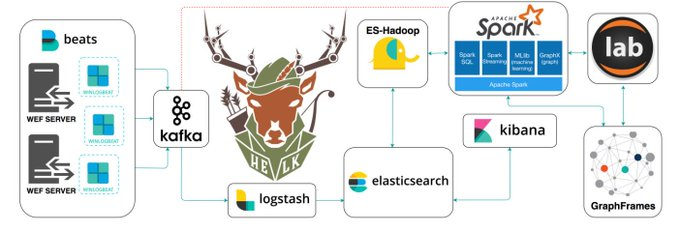 beats
WEF SERVER
WINLOGBEAT
WINLOGBEAT
WEF SERVER
WINLOGBEAT
kafka
HELK
logstash
ES-Hadoop
elasticsearch
APACHE
Spark
Spark
SQL
Spark
Streaming
MLlib
(machine
learning)
GraphX
(graph)
Apache Spark
kibana
lab
GraphFrames